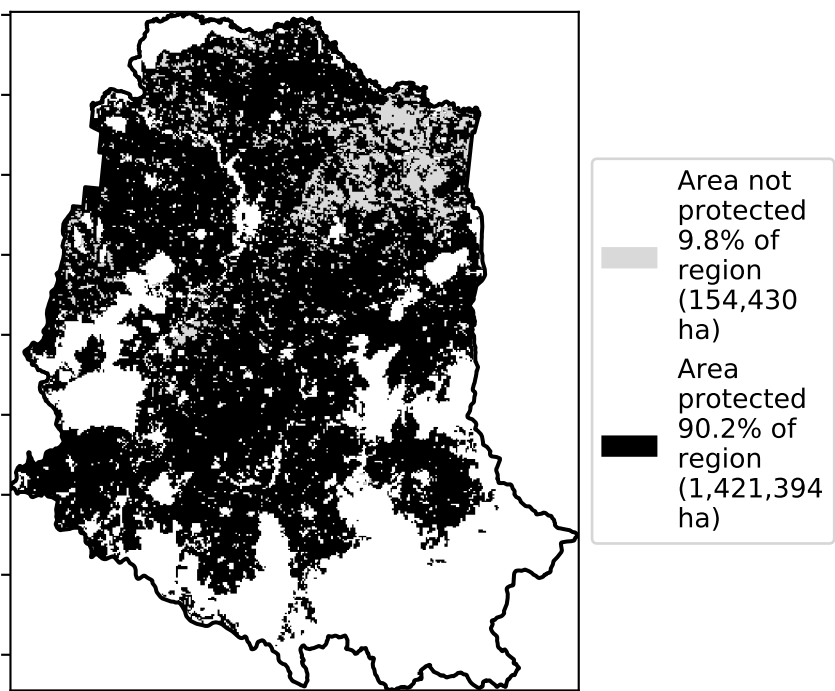 Area not
protected
9.8% of
region
(154,430
ha)
Area
protected
90.2% of
region
(1,421,394
ha)